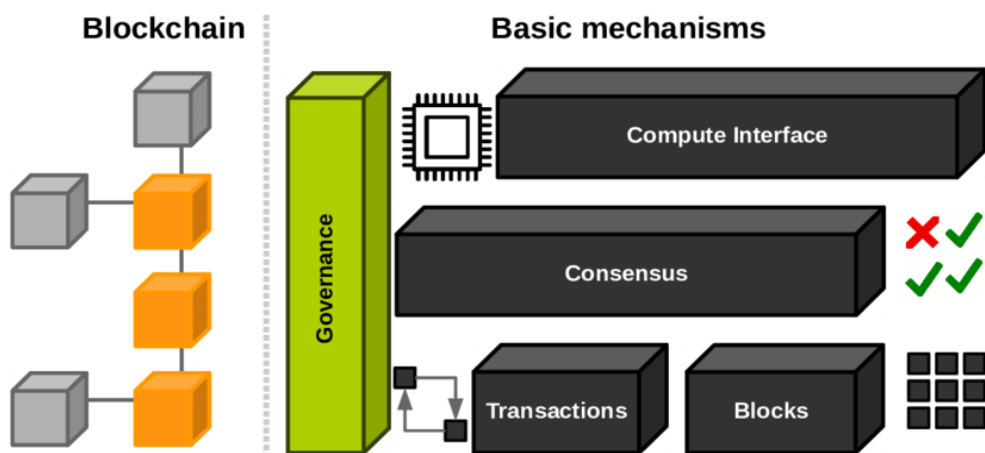 Blockchain
Basic mechanisms
Governance
Compute Interface
Consensus
Transactions
Blocks